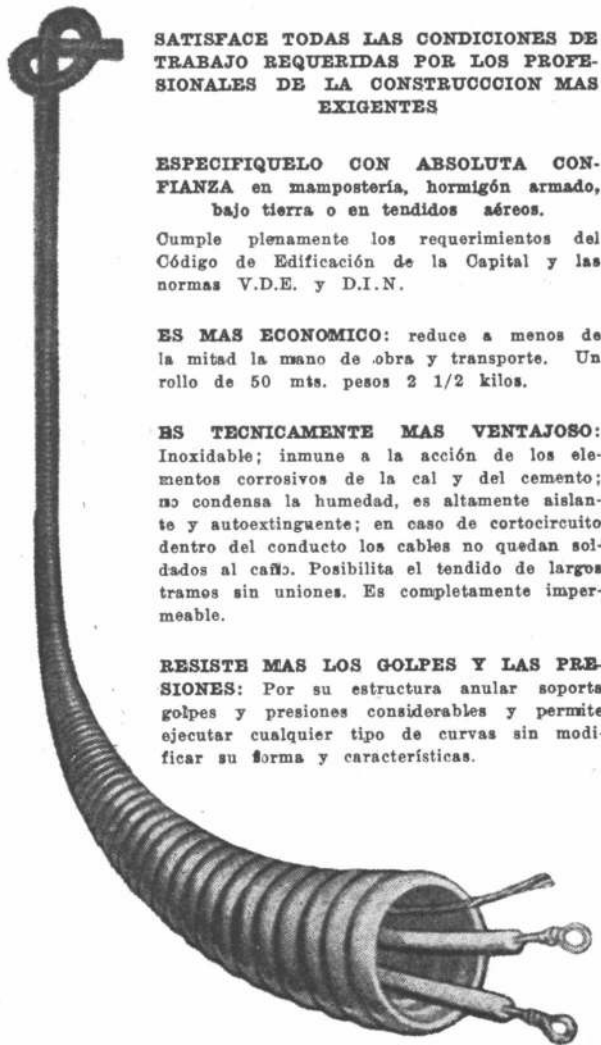 SATISFACE TODAS LAS CONDICIONES DE
TRABAJO REQUERIDAS POR LOS PROFE-
SIONALES DE LA CONSTRUCCCION MAS
EXIGENTES
ESPECIFIQUELO CON ABSOLUTA CON-
FIANZA en mampostería, hormigón armado,
bajo tierra o en tendidos aéreos.
Cumple plenamente los requerimientos del
Código de Edificación de la Capital y las
normas V.D.E. y D.I.N.
ES MAS ECONOMICO: reduce a menos de
la mitad la mano de obra y transporte. Un
rollo de 50 mts. pesos 2 1/2 kilos.
ES TECNICAMENTE MAS VENTAJOSO:
Inoxidable; inmune a la acción de los ele-
mentos corrosivos de la cal y del cemento;
no condensa la humedad, es altamente aislan-
te y autoextinguente; en caso de cortocircuito
dentro del conducto los cables no quedan sol-
dados al caño. Posibilita el tendido de largos
tramos sin uniones. Es completamente imper-
meable.
RESISTE MAS LOS GOLPES Y LAS PRE-
SIONES: Por su estructura anular soporta
golpes y presiones considerables y permite
ejecutar cualquier tipo de curvas sin modi-
ficar su forma y características.